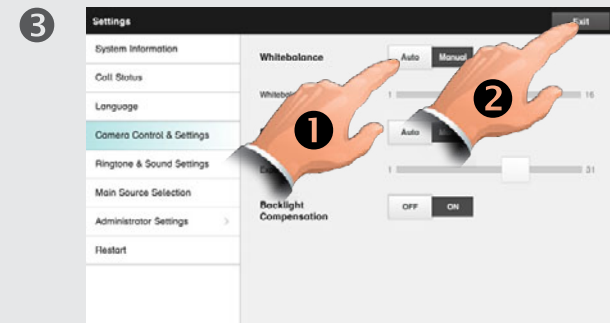 3
Settings
Exit
System Information
Call Status
Language
Camera Control & Settings
Ringtone & Sound Settings
Main Source Selection
Administrator Settings >
Restart
Whitebalance
Auto Manual
1 16
Auto
1 31
Backlight
Compensation
OFF ON
1
2